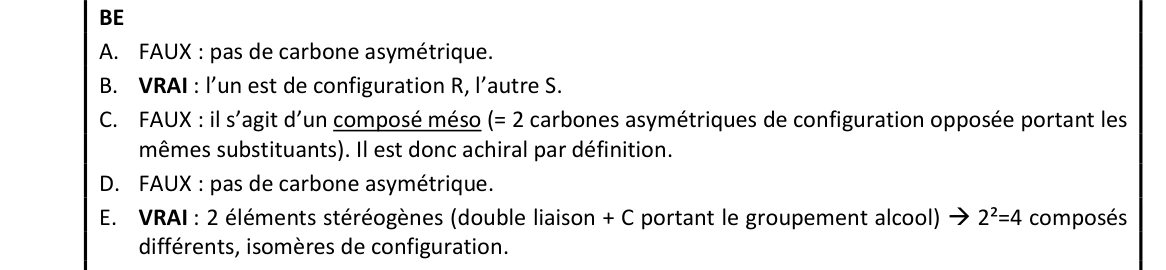 BE
A. FAUX : pas de carbone asymétrique.
B. VRAI : l’un est de configuration R, l’autre S.
C. FAUX : il s’agit d’un composé méso (= 2 carbones asymétriques de configuration opposée portant les
mêmes substituants). Il est donc achiral par définition.
D. FAUX : pas de carbone asymétrique.
E. VRAI : 2 éléments stéréogènes (double liaison + C portant le groupement alcool) → 2²=4 composés
différents, isomères de configuration.